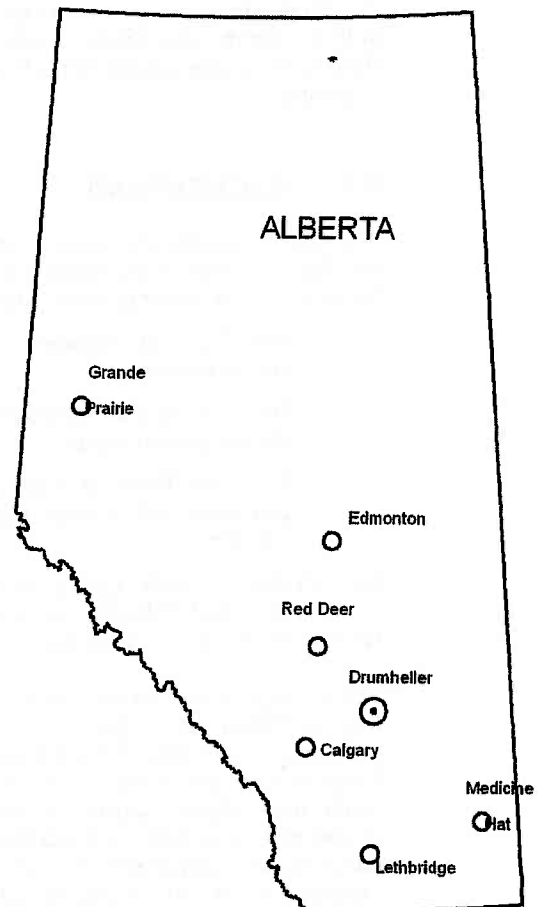 ALBERTA
Grande
Prairie
Edmonton
Red Deer
Drumheller
Calgary
Medicine
Hat
Lethbridge